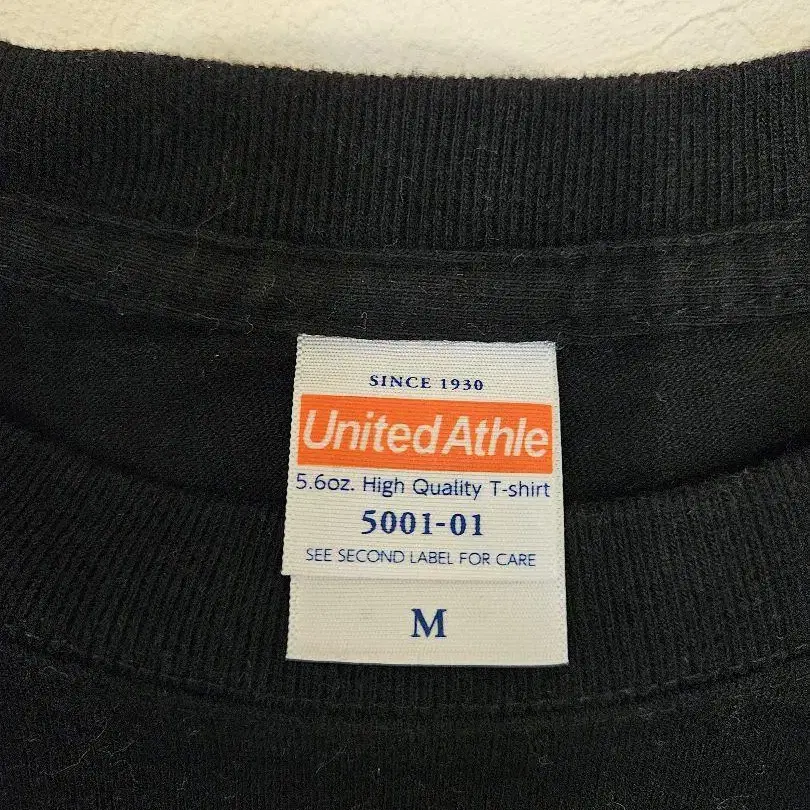 SINCE 1930
United Athle
5.6oz. High Quality T-shirt
5001-01
SEE SECOND LABEL FOR CARE
M